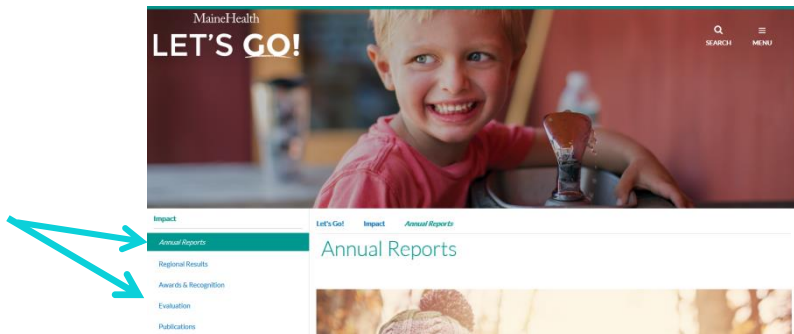 MaineHealth
LET'S GO!
SEARCH MENU
Impact
Let's Go! Impact Annual Reports
Annual Reports
Annual Reports
Regional Results
Awards & Recognition
Evaluation
Publications